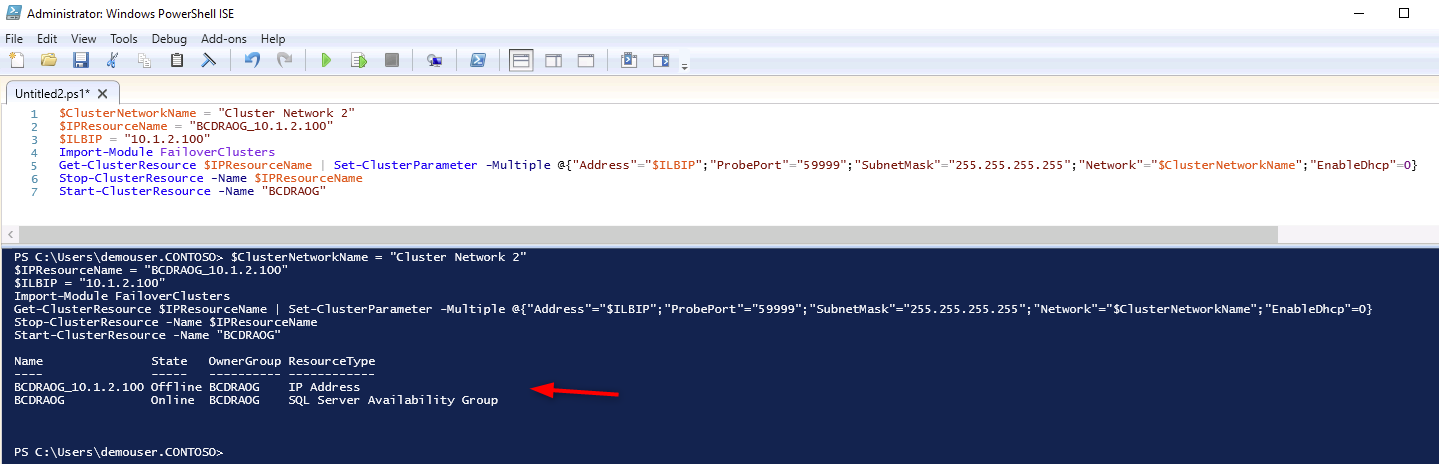 Administrator: Windows PowerShell ISE
File Edit View Tools Debug Add-ons Help
Untitled2.ps1*
1 $ClusterNetworkName = "Cluster Network 2"
2 $IPResourceName = "BCDRAOG_10.1.2.100"
3 $ILBIP = "10.1.2.100"
4 Import-Module FailoverClusters
5 Get-ClusterResource $IPResourceName | Set-ClusterParameter -Multiple @{"Address"="$ILBIP";"ProbePort"="59999";"SubnetMask"="255.255.255.255";"Network"="$ClusterNetworkName";"EnableDhcp"=0}
6 Stop-ClusterResource -Name $IPResourceName
7 Start-ClusterResource -Name "BCDRAOG"
PS C:\Users\demouser.CONTOSO> $ClusterNetworkName = "Cluster Network 2"
$IPResourceName = "BCDRAOG_10.1.2.100"
$ILBIP = "10.1.2.100"
Import-Module FailoverClusters
Get-ClusterResource $IPResourceName | Set-ClusterParameter -Multiple @{"Address"="$ILBIP";"ProbePort"="59999";"SubnetMask"="255.255.255.255";"Network"="$ClusterNetworkName";"EnableDhcp"=0}
Stop-ClusterResource -Name $IPResourceName
Start-ClusterResource -Name "BCDRAOG"
Name State OwnerGroup ResourceType
---- ----- ---------- ------------
BCDRAOG_10.1.2.100 Offline BCDRAOG IP Address
BCDRAOG Online BCDRAOG SQL Server Availability Group
PS C:\Users\demouser.CONTOSO>